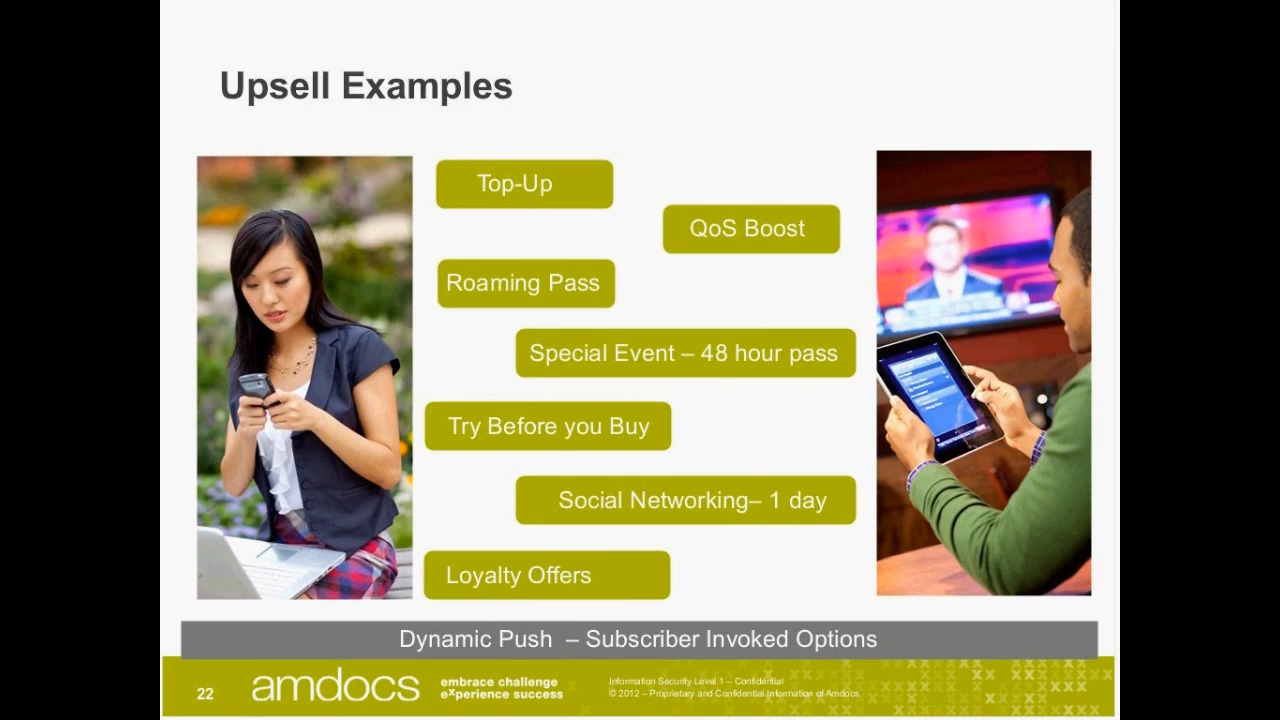 Upsell Examples
Top-Up
QoS Boost
Roaming Pass
Special Event – 48 hour pass
Try Before you Buy
Social Networking– 1 day
Loyalty Offers
Dynamic Push – Subscriber Invoked Options
22
amdocs
embrace challenge
experience success
Information Security Level 1 – Confidential
© 2012 – Proprietary and Confidential Information of Amdocs